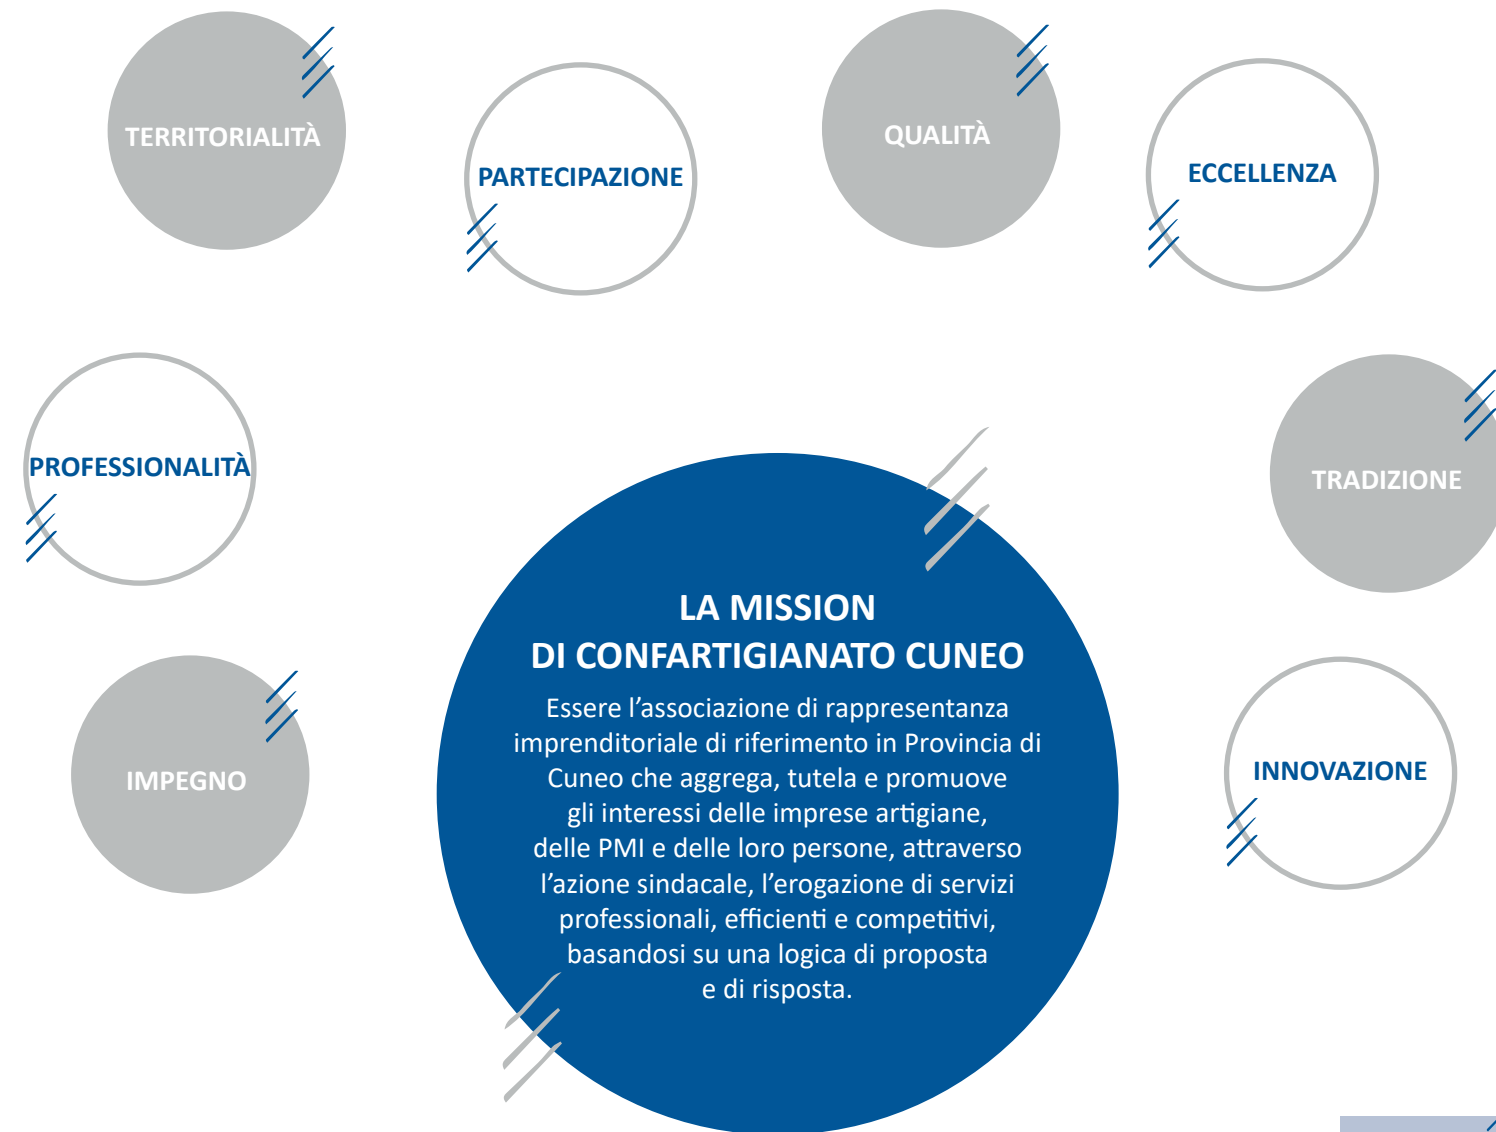 TERRITORIALITÀ
PARTECIPAZIONE
QUALITÀ
ECCELLENZA
PROFESSIONALITÀ
TRADIZIONE
IMPEGNO
INNOVAZIONE
LA MISSION
DI CONFARTIGIANATO CUNEO
Essere l’associazione di rappresentanza
imprenditoriale di riferimento in Provincia di
Cuneo che aggrega, tutela e promuove
gli interessi delle imprese artigiane,
delle PMI e delle loro persone, attraverso
l’azione sindacale, l’erogazione di servizi
professionali, efficienti e competitivi,
basandosi su una logica di proposta
e di risposta.